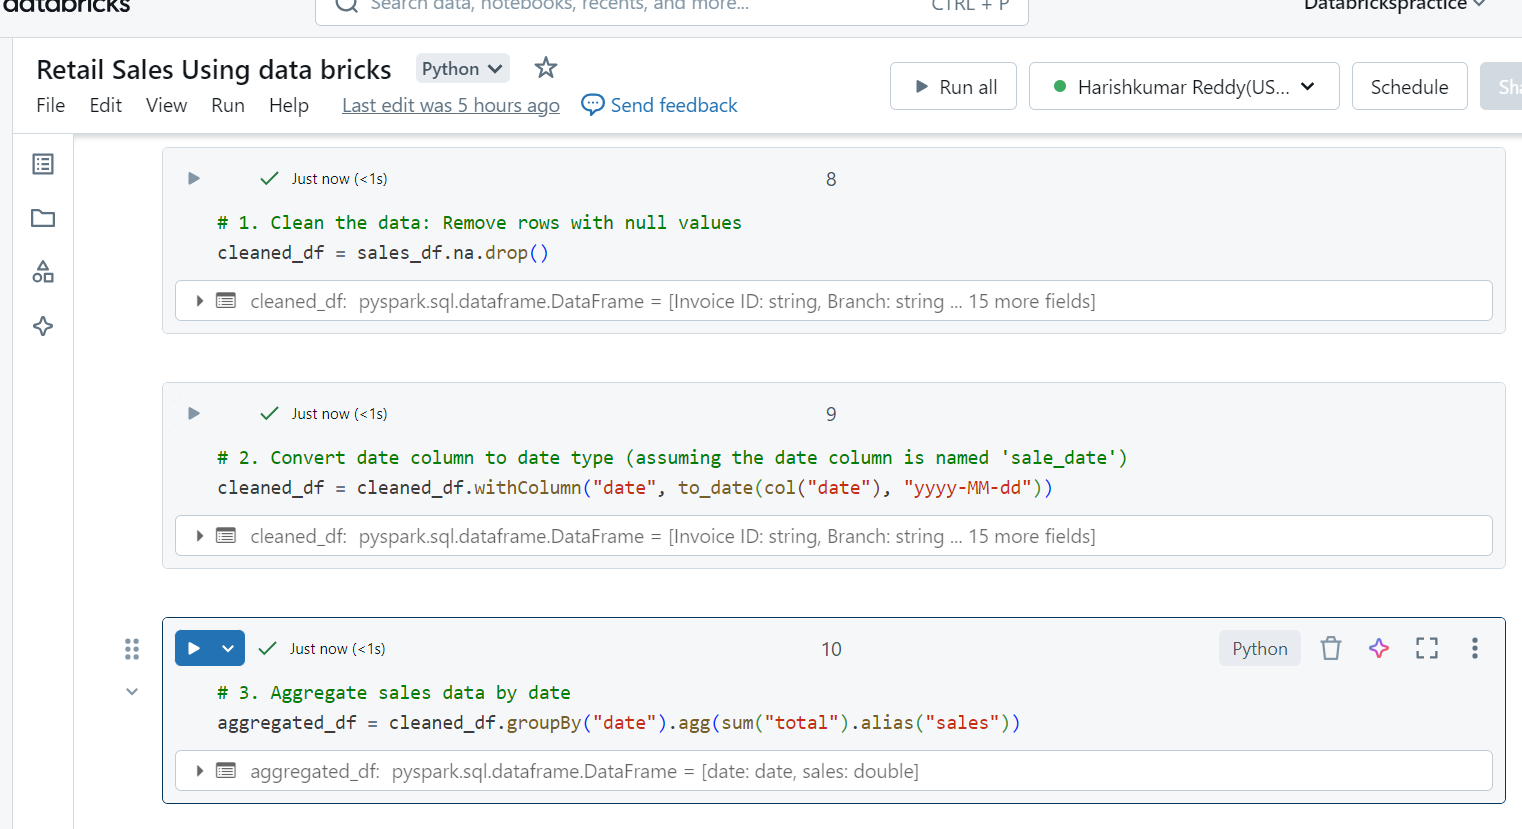 databricks
Search data, notebooks, recents, and more...
CTRL + P
Databrickspractice
Retail Sales Using data bricks
Python
File Edit View Run Help Last edit was 5 hours ago Send feedback
Run all
Harishkumar Reddy(US...
Schedule
Just now (<1s)
8
# 1. Clean the data: Remove rows with null values
cleaned_df = sales_df.na.drop()
cleaned_df: pyspark.sql.dataframe.DataFrame = [Invoice ID: string, Branch: string ... 15 more fields]
Just now (<1s)
9
# 2. Convert date column to date type (assuming the date column is named 'sale_date')
cleaned_df = cleaned_df.withColumn("date", to_date(col("date"), "yyyy-MM-dd"))
cleaned_df: pyspark.sql.dataframe.DataFrame = [Invoice ID: string, Branch: string ... 15 more fields]
Just now (<1s)
10
Python
# 3. Aggregate sales data by date
aggregated_df = cleaned_df.groupBy("date").agg(sum("total").alias("sales"))
aggregated_df: pyspark.sql.dataframe.DataFrame = [date: date, sales: double]